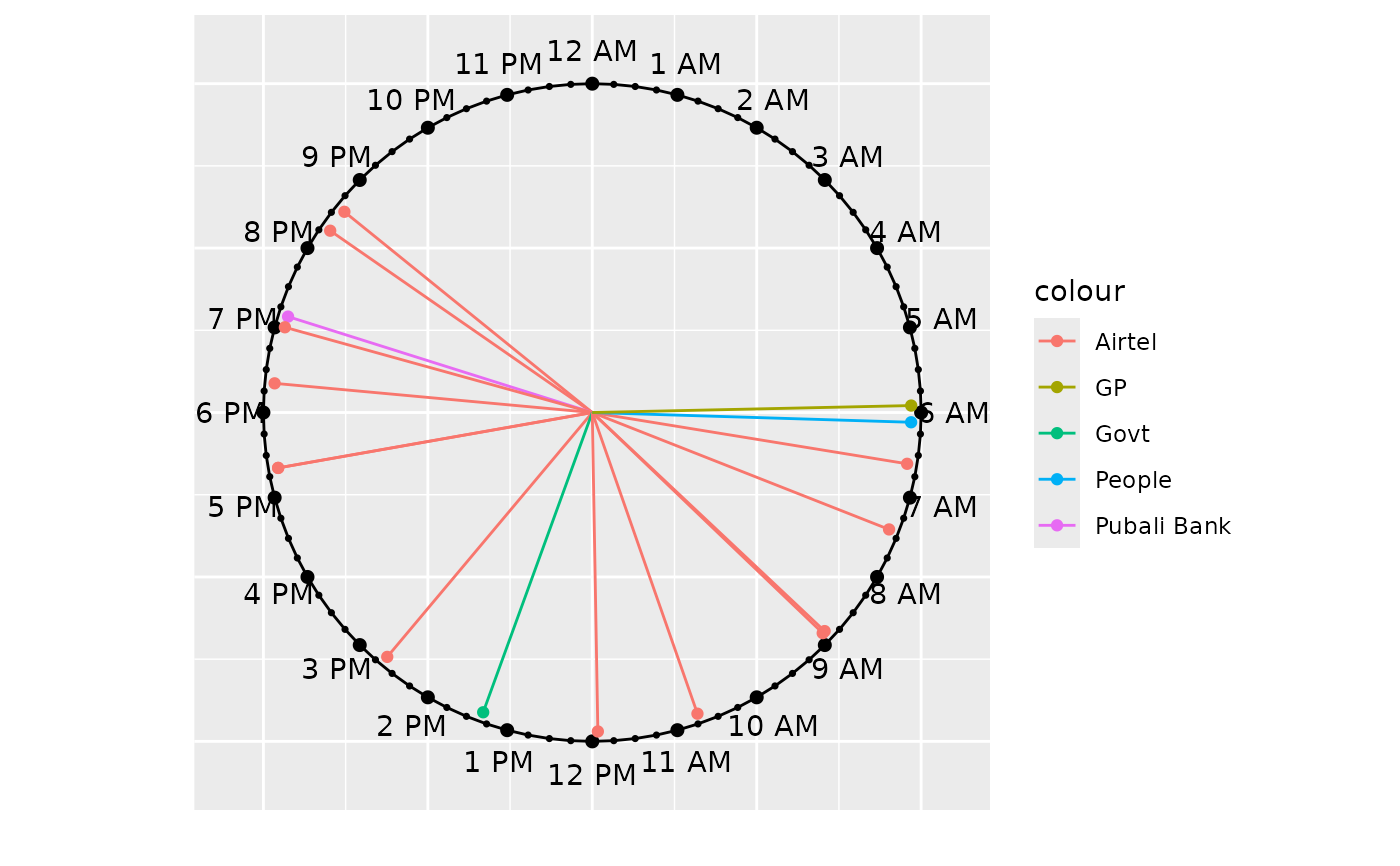 12 AM
1 AM
2 AM
3 AM
4 AM
5 AM
6 AM
7 AM
8 AM
9 AM
10 AM
11 AM
12 PM
1 PM
2 PM
3 PM
4 PM
5 PM
6 PM
7 PM
8 PM
9 PM
10 PM
11 PM
colour
Airtel
GP
Govt
People
Pubali Bank